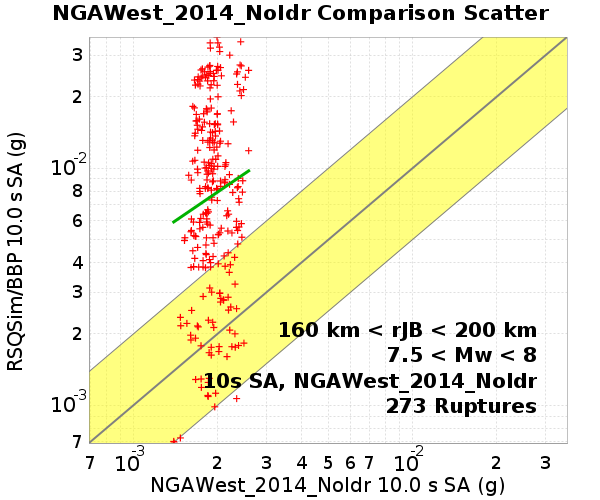 NGAWest_2014_NoIdr Comparison Scatter
RSQSim/BBP 10.0 s SA (g)
3
2
10^-2
8
6
4
3
2
10^-3
7
160 km < rJB < 200 km
7.5 < Mw < 8
10s SA, NGAWest_2014_NoIdr
273 Ruptures
7 10^-3 2 3 4 5 6 7 10^-2 2 3
NGAWest_2014_NoIdr 10.0 s SA (g)